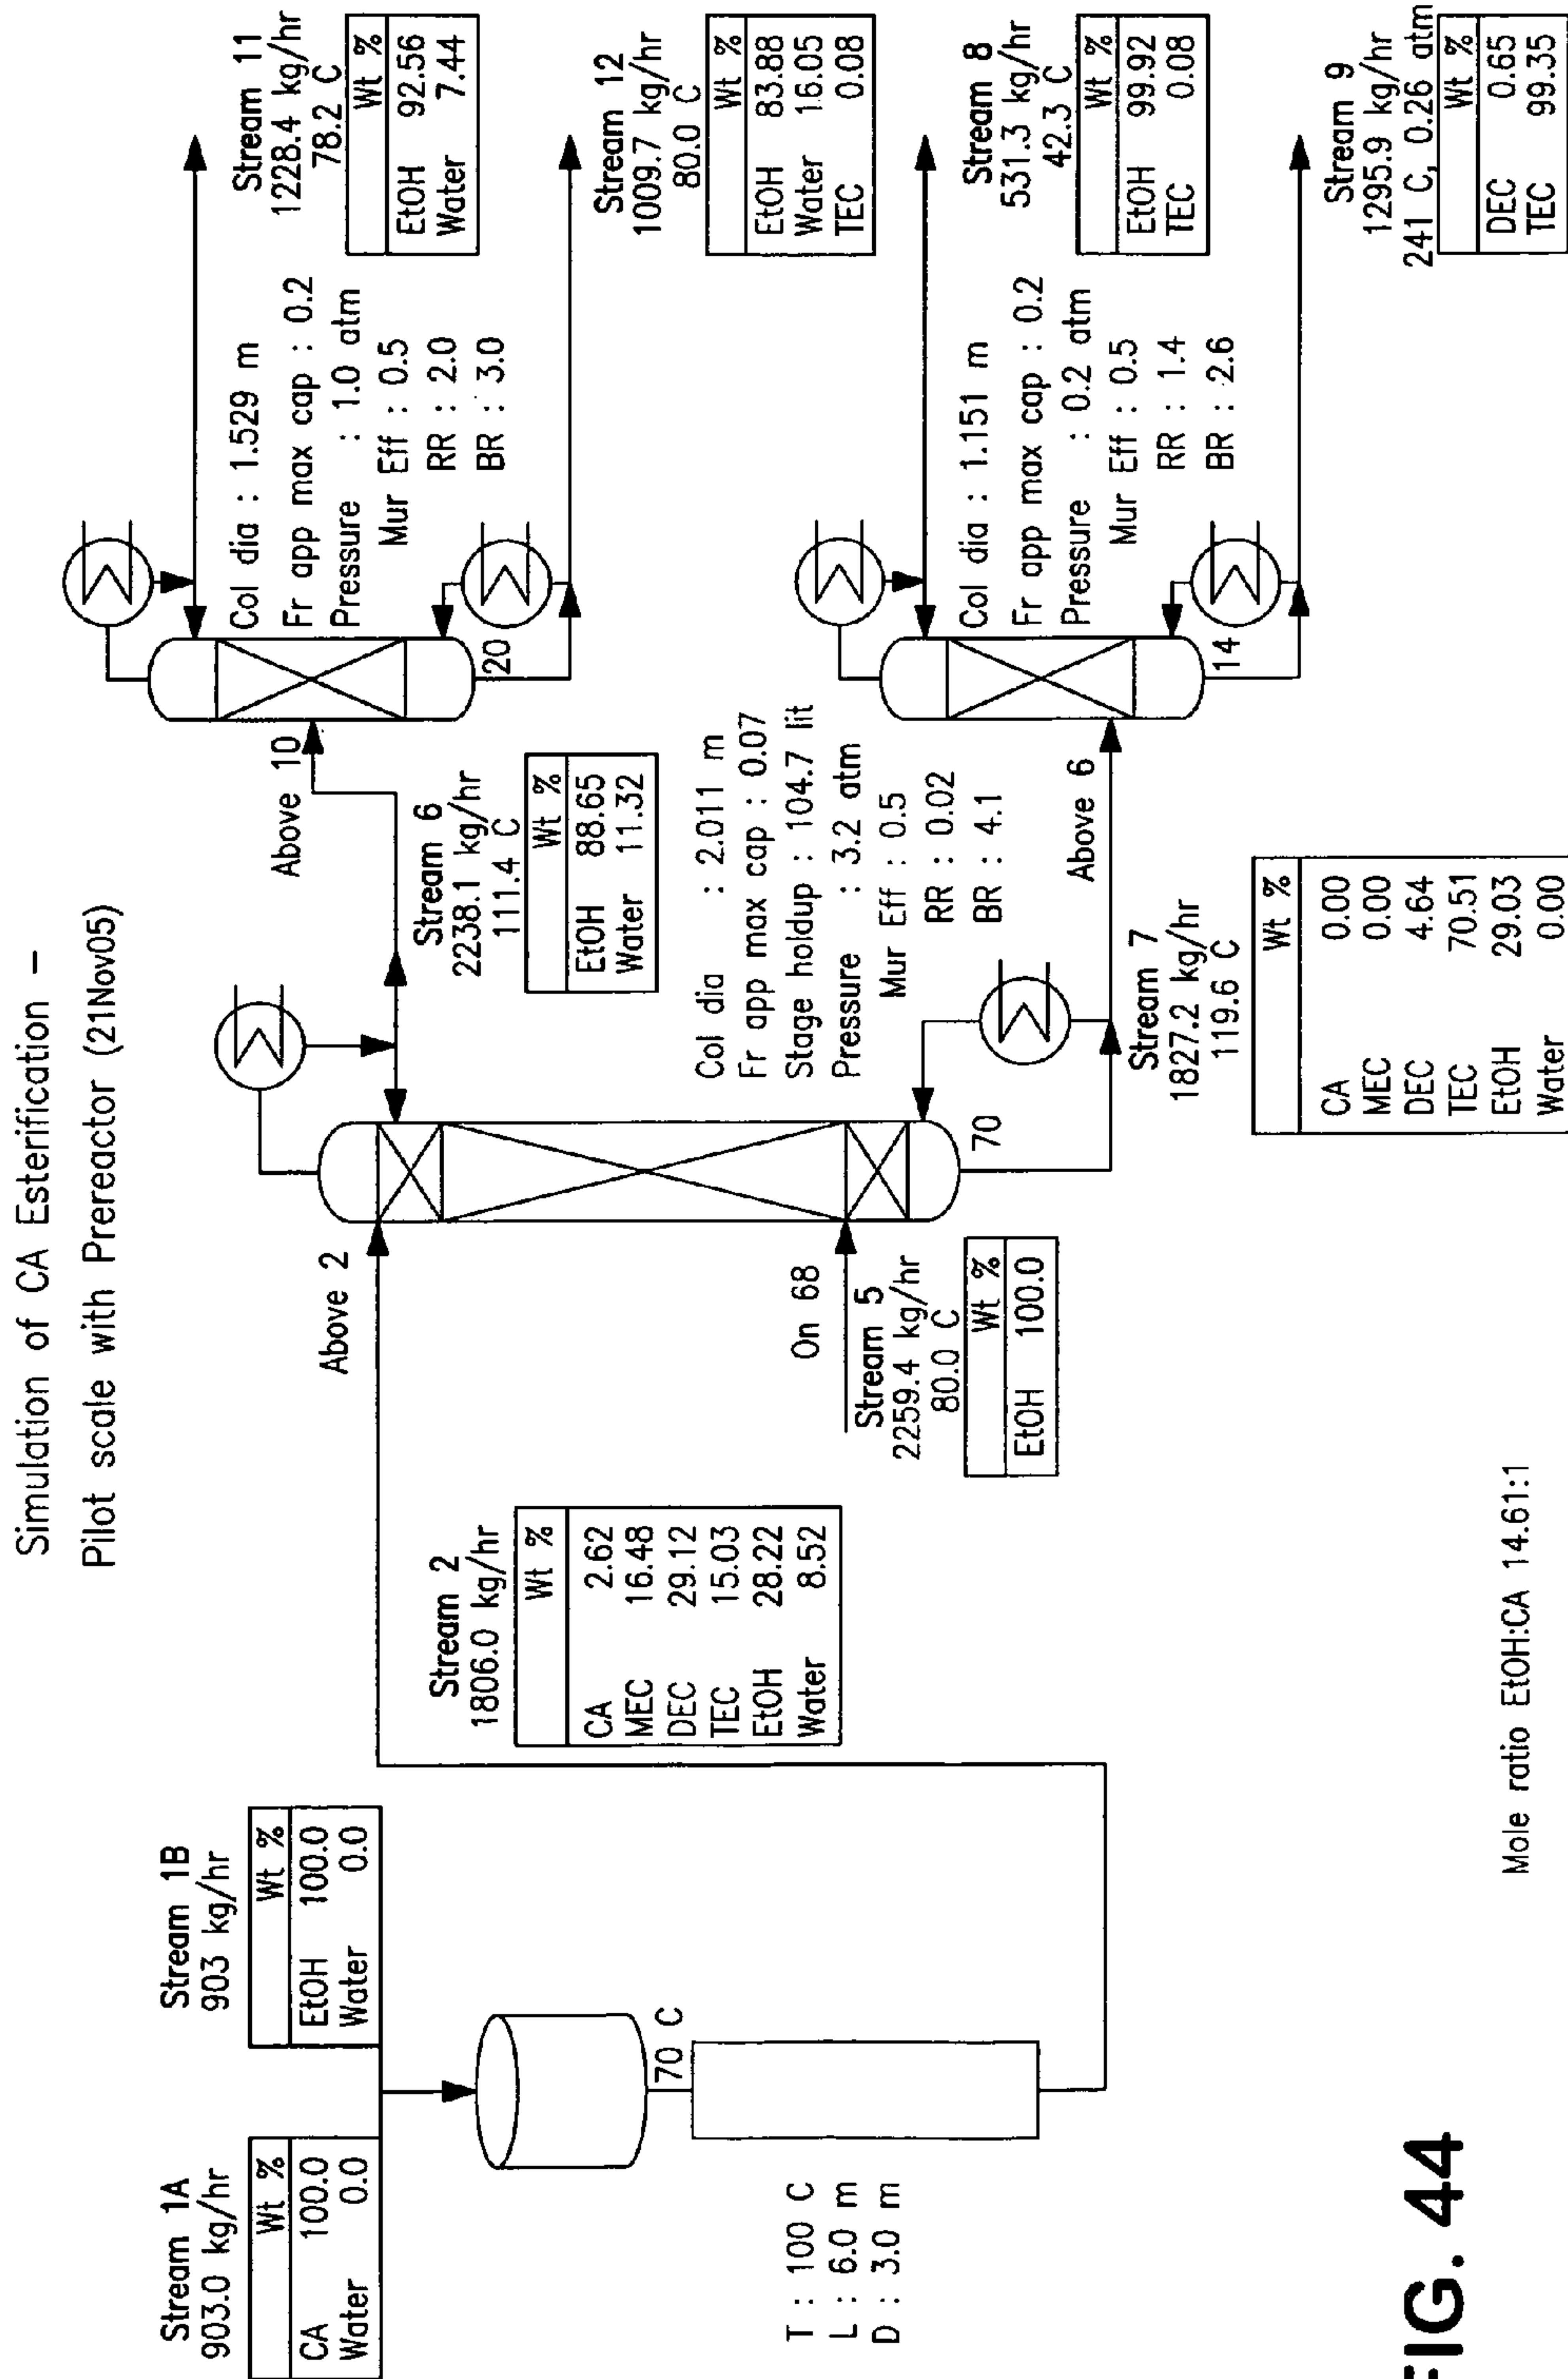 Simulation of CA Esterification –
Pilot scale with Prereactor (21Nov05)
Stream 1A
903.0 kg/hr
Wt %
CA 100.0
Water 0.0
Stream 1B
903 kg/hr
Wt %
EtOH 100.0
Water 0.0
70 C
T : 100 C
L : 6.0 m
D : 3.0 m
Stream 2
1806.0 kg/hr
Wt %
CA 2.62
MEC 16.48
DEC 29.12
TEC 15.03
EtOH 28.22
Water 8.52
Above 2
On 68
Stream 5
2259.4 kg/hr
80.0 C
Wt %
EtOH 100.0
70
Stream 6
2238.1 kg/hr
111.4 C
Wt %
EtOH 88.65
Water 11.32
Col dia : 2.011 m
Fr app max cap : 0.07
Stage holdup : 104.7 lit
Pressure : 3.2 atm
Mur Eff : 0.5
RR : 0.02
BR : 4.1
Stream 7
1827.2 kg/hr
119.6 C
Wt %
CA 0.00
MEC 0.00
DEC 4.64
TEC 70.51
EtOH 29.03
Water 0.00
Above 10
20
Col dia : 1.529 m
Fr app max cap : 0.2
Pressure : 1.0 atm
Mur Eff : 0.5
RR : 2.0
BR : 3.0
Stream 11
1228.4 kg/hr
78.2 C
Wt %
EtOH 92.56
Water 7.44
Stream 12
1009.7 kg/hr
80.0 C
Wt %
EtOH 83.88
Water 16.05
TEC 0.08
Above 6
14
Col dia : 1.151 m
Fr app max cap : 0.2
Pressure : 0.2 atm
Mur Eff : 0.5
RR : 1.4
BR : 2.6
Stream 8
531.3 kg/hr
42.3 C
Wt %
EtOH 99.92
TEC 0.08
Stream 9
1295.9 kg/hr
241 C, 0.26 atm
Wt %
DEC 0.65
TEC 99.35
Mole ratio EtOH:CA 14.61:1
FIG. 44